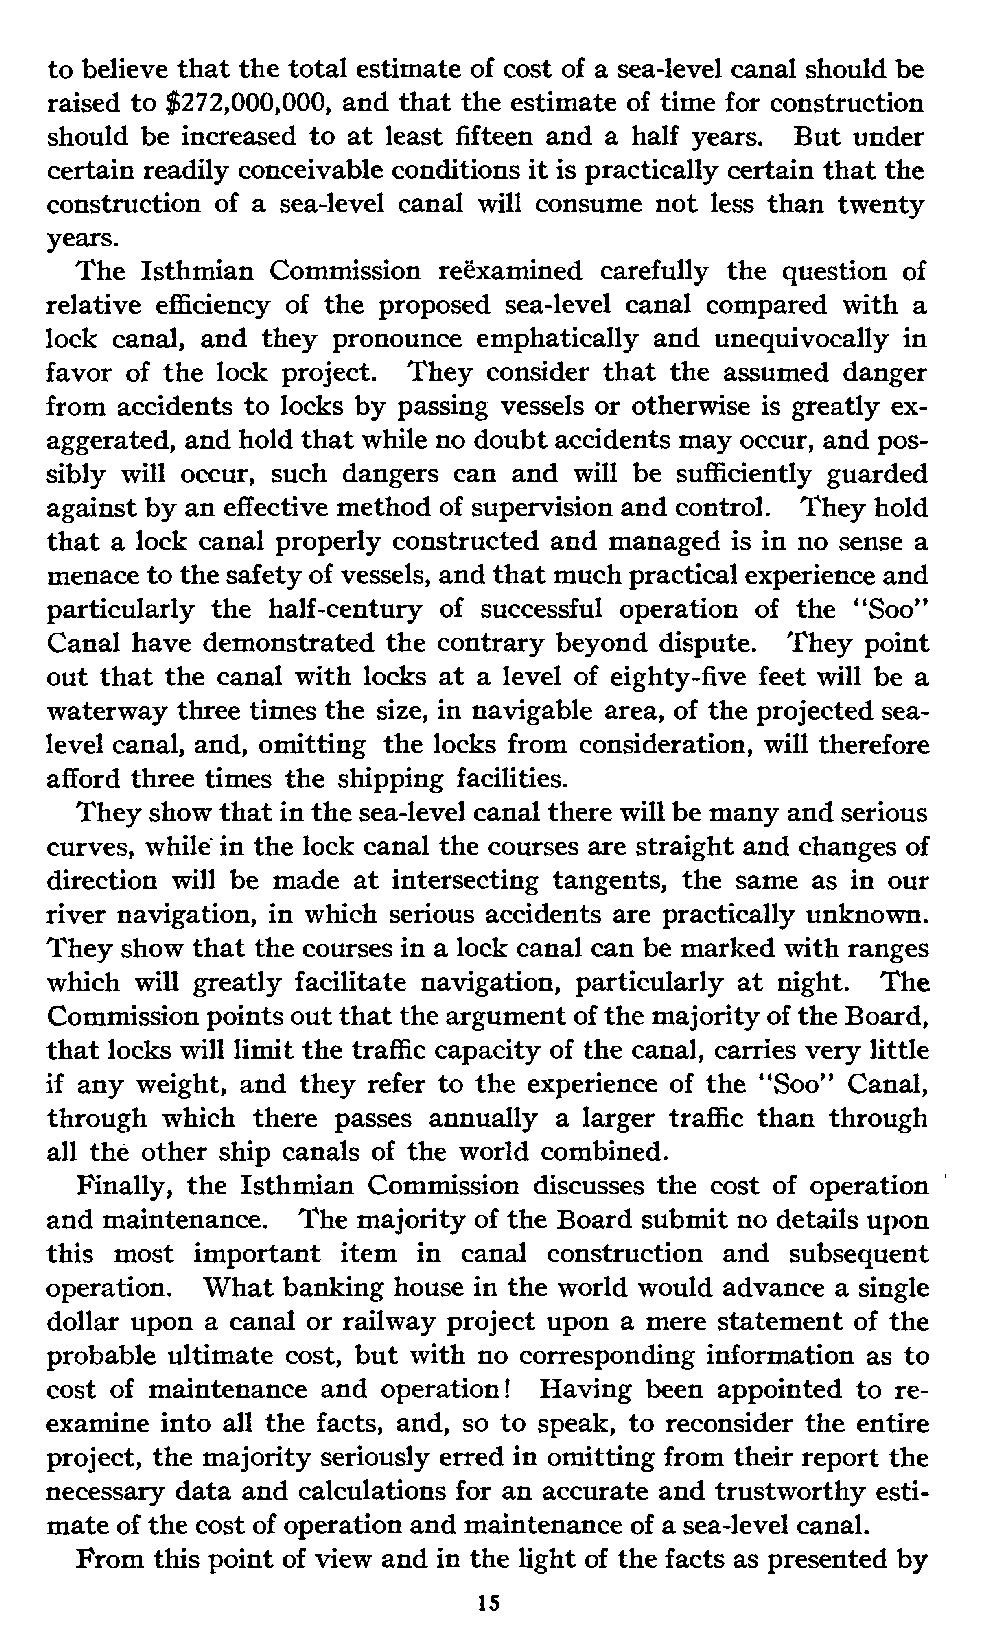 to believe that the total estimate of cost of a sea-level canal should be
raised to $272,000,000, and that the estimate of time for construction
should be increased to at least fifteen and a half years. But under
certain readily conceivable conditions it is practically certain that the
construction of a sea-level canal will consume not less than twenty
years.
The Isthmian Commission reëxamined carefully the question of
relative efficiency of the proposed sea-level canal compared with a
lock canal, and they pronounce emphatically and unequivocally in
favor of the lock project. They consider that the assumed danger
from accidents to locks by passing vessels or otherwise is greatly ex-
aggerated, and hold that while no doubt accidents may occur, and pos-
sibly will occur, such dangers can and will be sufficiently guarded
against by an effective method of supervision and control. They hold
that a lock canal properly constructed and managed is in no sense a
menace to the safety of vessels, and that much practical experience and
particularly the half-century of successful operation of the "Soo"
Canal have demonstrated the contrary beyond dispute. They point
out that the canal with locks at a level of eighty-five feet will be a
waterway three times the size, in navigable area, of the projected sea-
level canal, and, omitting the locks from consideration, will therefore
afford three times the shipping facilities.
They show that in the sea-level canal there will be many and serious
curves, while in the lock canal the courses are straight and changes of
direction will be made at intersecting tangents, the same as in our
river navigation, in which serious accidents are practically unknown.
They show that the courses in a lock canal can be marked with ranges
which will greatly facilitate navigation, particularly at night. The
Commission points out that the argument of the majority of the Board,
that locks will limit the traffic capacity of the canal, carries very little
if any weight, and they refer to the experience of the "Soo" Canal,
through which there passes annually a larger traffic than through
all the other ship canals of the world combined.
Finally, the Isthmian Commission discusses the cost of operation
and maintenance. The majority of the Board submit no details upon
this most important item in canal construction and subsequent
operation. What banking house in the world would advance a single
dollar upon a canal or railway project upon a mere statement of the
probable ultimate cost, but with no corresponding information as to
cost of maintenance and operation! Having been appointed to re-
examine into all the facts, and, so to speak, to reconsider the entire
project, the majority seriously erred in omitting from their report the
necessary data and calculations for an accurate and trustworthy esti-
mate of the cost of operation and maintenance of a sea-level canal.
From this point of view and in the light of the facts as presented by
15